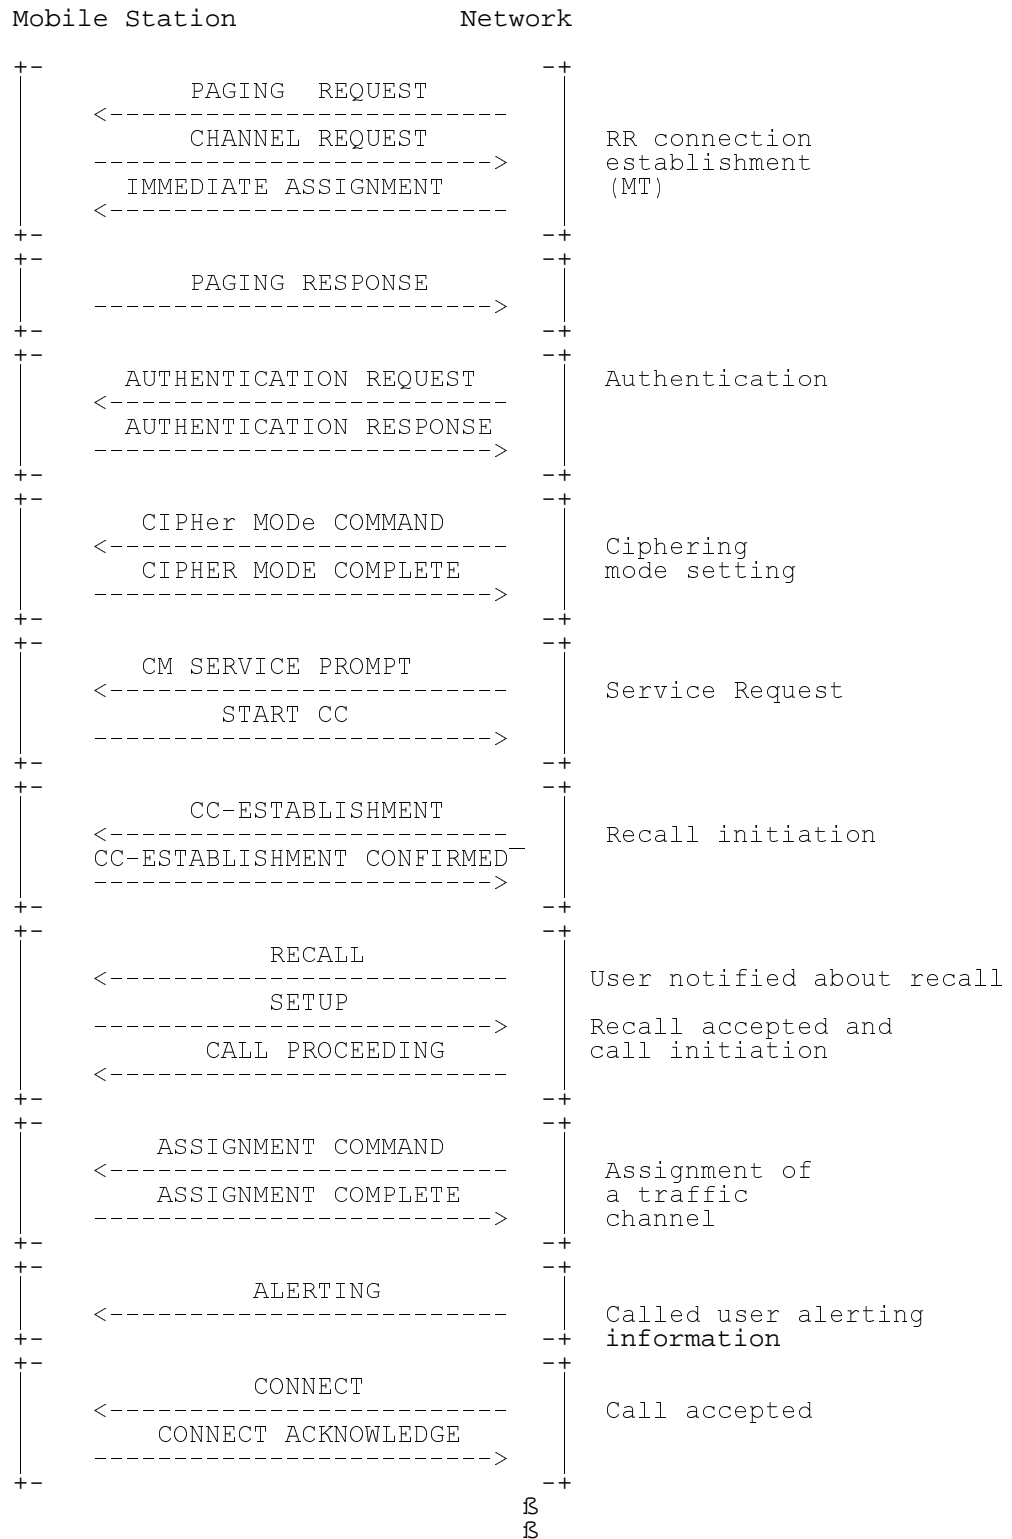 Mobile Station Network
+- -+
PAGING REQUEST
<-------------------------
CHANNEL REQUEST RR connection
-------------------------> establishment
IMMEDIATE ASSIGNMENT (MT)
<-------------------------
+- -+
+- -+
PAGING RESPONSE
------------------------->
+- -+
+- -+
AUTHENTICATION REQUEST Authentication
<-------------------------
AUTHENTICATION RESPONSE
------------------------->
+- -+
+- -+
CIPHer MODe COMMAND
<------------------------- Ciphering
CIPHER MODE COMPLETE mode setting
------------------------->
+- -+
+- -+
CM SERVICE PROMPT
<------------------------- Service Request
START CC
------------------------->
+- -+
+- -+
CC-ESTABLISHMENT
<------------------------- Recall initiation
CC-ESTABLISHMENT CONFIRMED
------------------------->
+- -+
+- -+
RECALL
<------------------------- User notified about recall
SETUP
-------------------------> Recall accepted and
CALL PROCEEDING call initiation
<-------------------------
+- -+
+- -+
ASSIGNMENT COMMAND
<------------------------- Assignment of
ASSIGNMENT COMPLETE a traffic
-------------------------> channel
+- -+
+- -+
ALERTING
<------------------------- Called user alerting
+- -+ information
+- -+
CONNECT
<------------------------- Call accepted
CONNECT ACKNOWLEDGE
------------------------->
+- -+
ß
ß